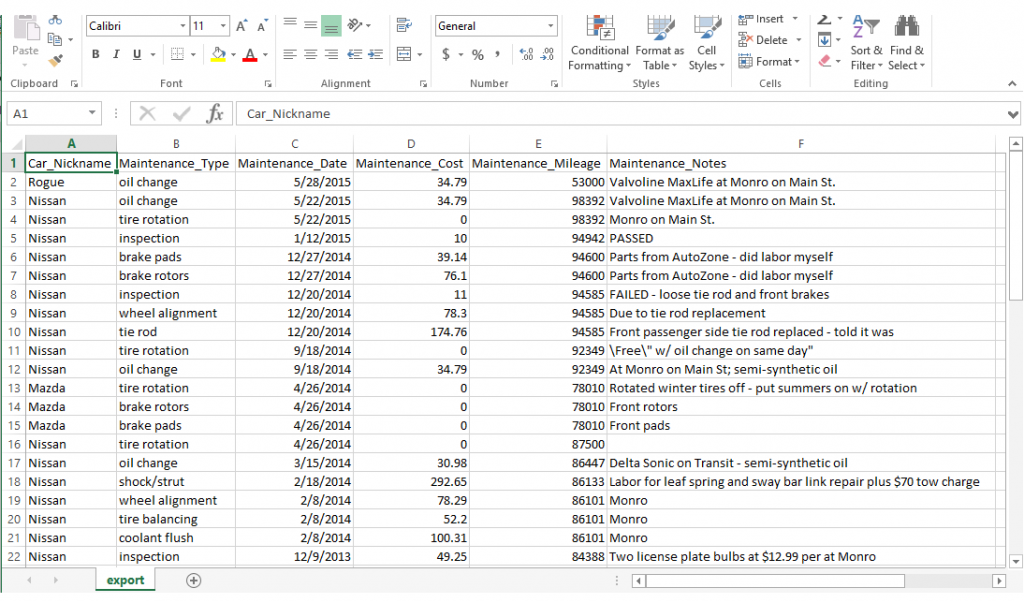 Calibri 11 A A General Insert
Paste B I U A $ % , .00 .0 Conditional Format as Cell Delete Sort & Find &
Formatting Table Styles Format Filter Select
Clipboard Font Alignment Number Styles Cells Editing
A1 fx Car_Nickname
A B C D E F
1 Car_Nickname Maintenance_Type Maintenance_Date Maintenance_Cost Maintenance_Mileage Maintenance_Notes
2 Rogue oil change 5/28/2015 34.79 53000 Valvoline MaxLife at Monro on Main St.
3 Nissan oil change 5/22/2015 34.79 98392 Valvoline MaxLife at Monro on Main St.
4 Nissan tire rotation 5/22/2015 0 98392 Monro on Main St.
5 Nissan inspection 1/12/2015 10 94942 PASSED
6 Nissan brake pads 12/27/2014 39.14 94600 Parts from AutoZone - did labor myself
7 Nissan brake rotors 12/27/2014 76.1 94600 Parts from AutoZone - did labor myself
8 Nissan inspection 12/20/2014 11 94585 FAILED - loose tie rod and front brakes
9 Nissan wheel alignment 12/20/2014 78.3 94585 Due to tie rod replacement
10 Nissan tie rod 12/20/2014 174.76 94585 Front passenger side tie rod replaced - told it was
11 Nissan tire rotation 9/18/2014 0 92349 \Free\" w/ oil change on same day"
12 Nissan oil change 9/18/2014 34.79 92349 At Monro on Main St; semi-synthetic oil
13 Mazda tire rotation 4/26/2014 0 78010 Rotated winter tires off - put summers on w/ rotation
14 Mazda brake rotors 4/26/2014 0 78010 Front rotors
15 Mazda brake pads 4/26/2014 0 78010 Front pads
16 Nissan tire rotation 4/26/2014 0 87500
17 Nissan oil change 3/15/2014 30.98 86447 Delta Sonic on Transit - semi-synthetic oil
18 Nissan shock/strut 2/18/2014 292.65 86133 Labor for leaf spring and sway bar link repair plus $70 tow charge
19 Nissan wheel alignment 2/8/2014 78.29 86101 Monro
20 Nissan tire balancing 2/8/2014 52.2 86101 Monro
21 Nissan coolant flush 2/8/2014 100.31 86101 Monro
22 Nissan inspection 12/9/2013 49.25 84388 Two license plate bulbs at $12.99 per at Monro
export